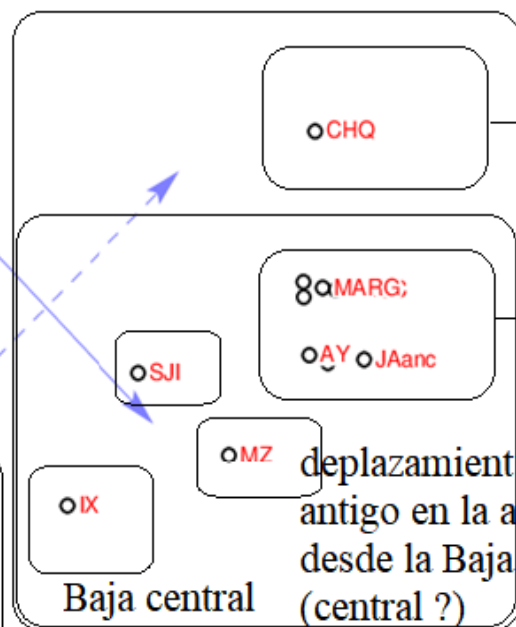 CHQ
MARG
AY JAanc
SJI
MZ
IX
deplazamient
antigo en la a
desde la Baja
(central ?)
Baja central